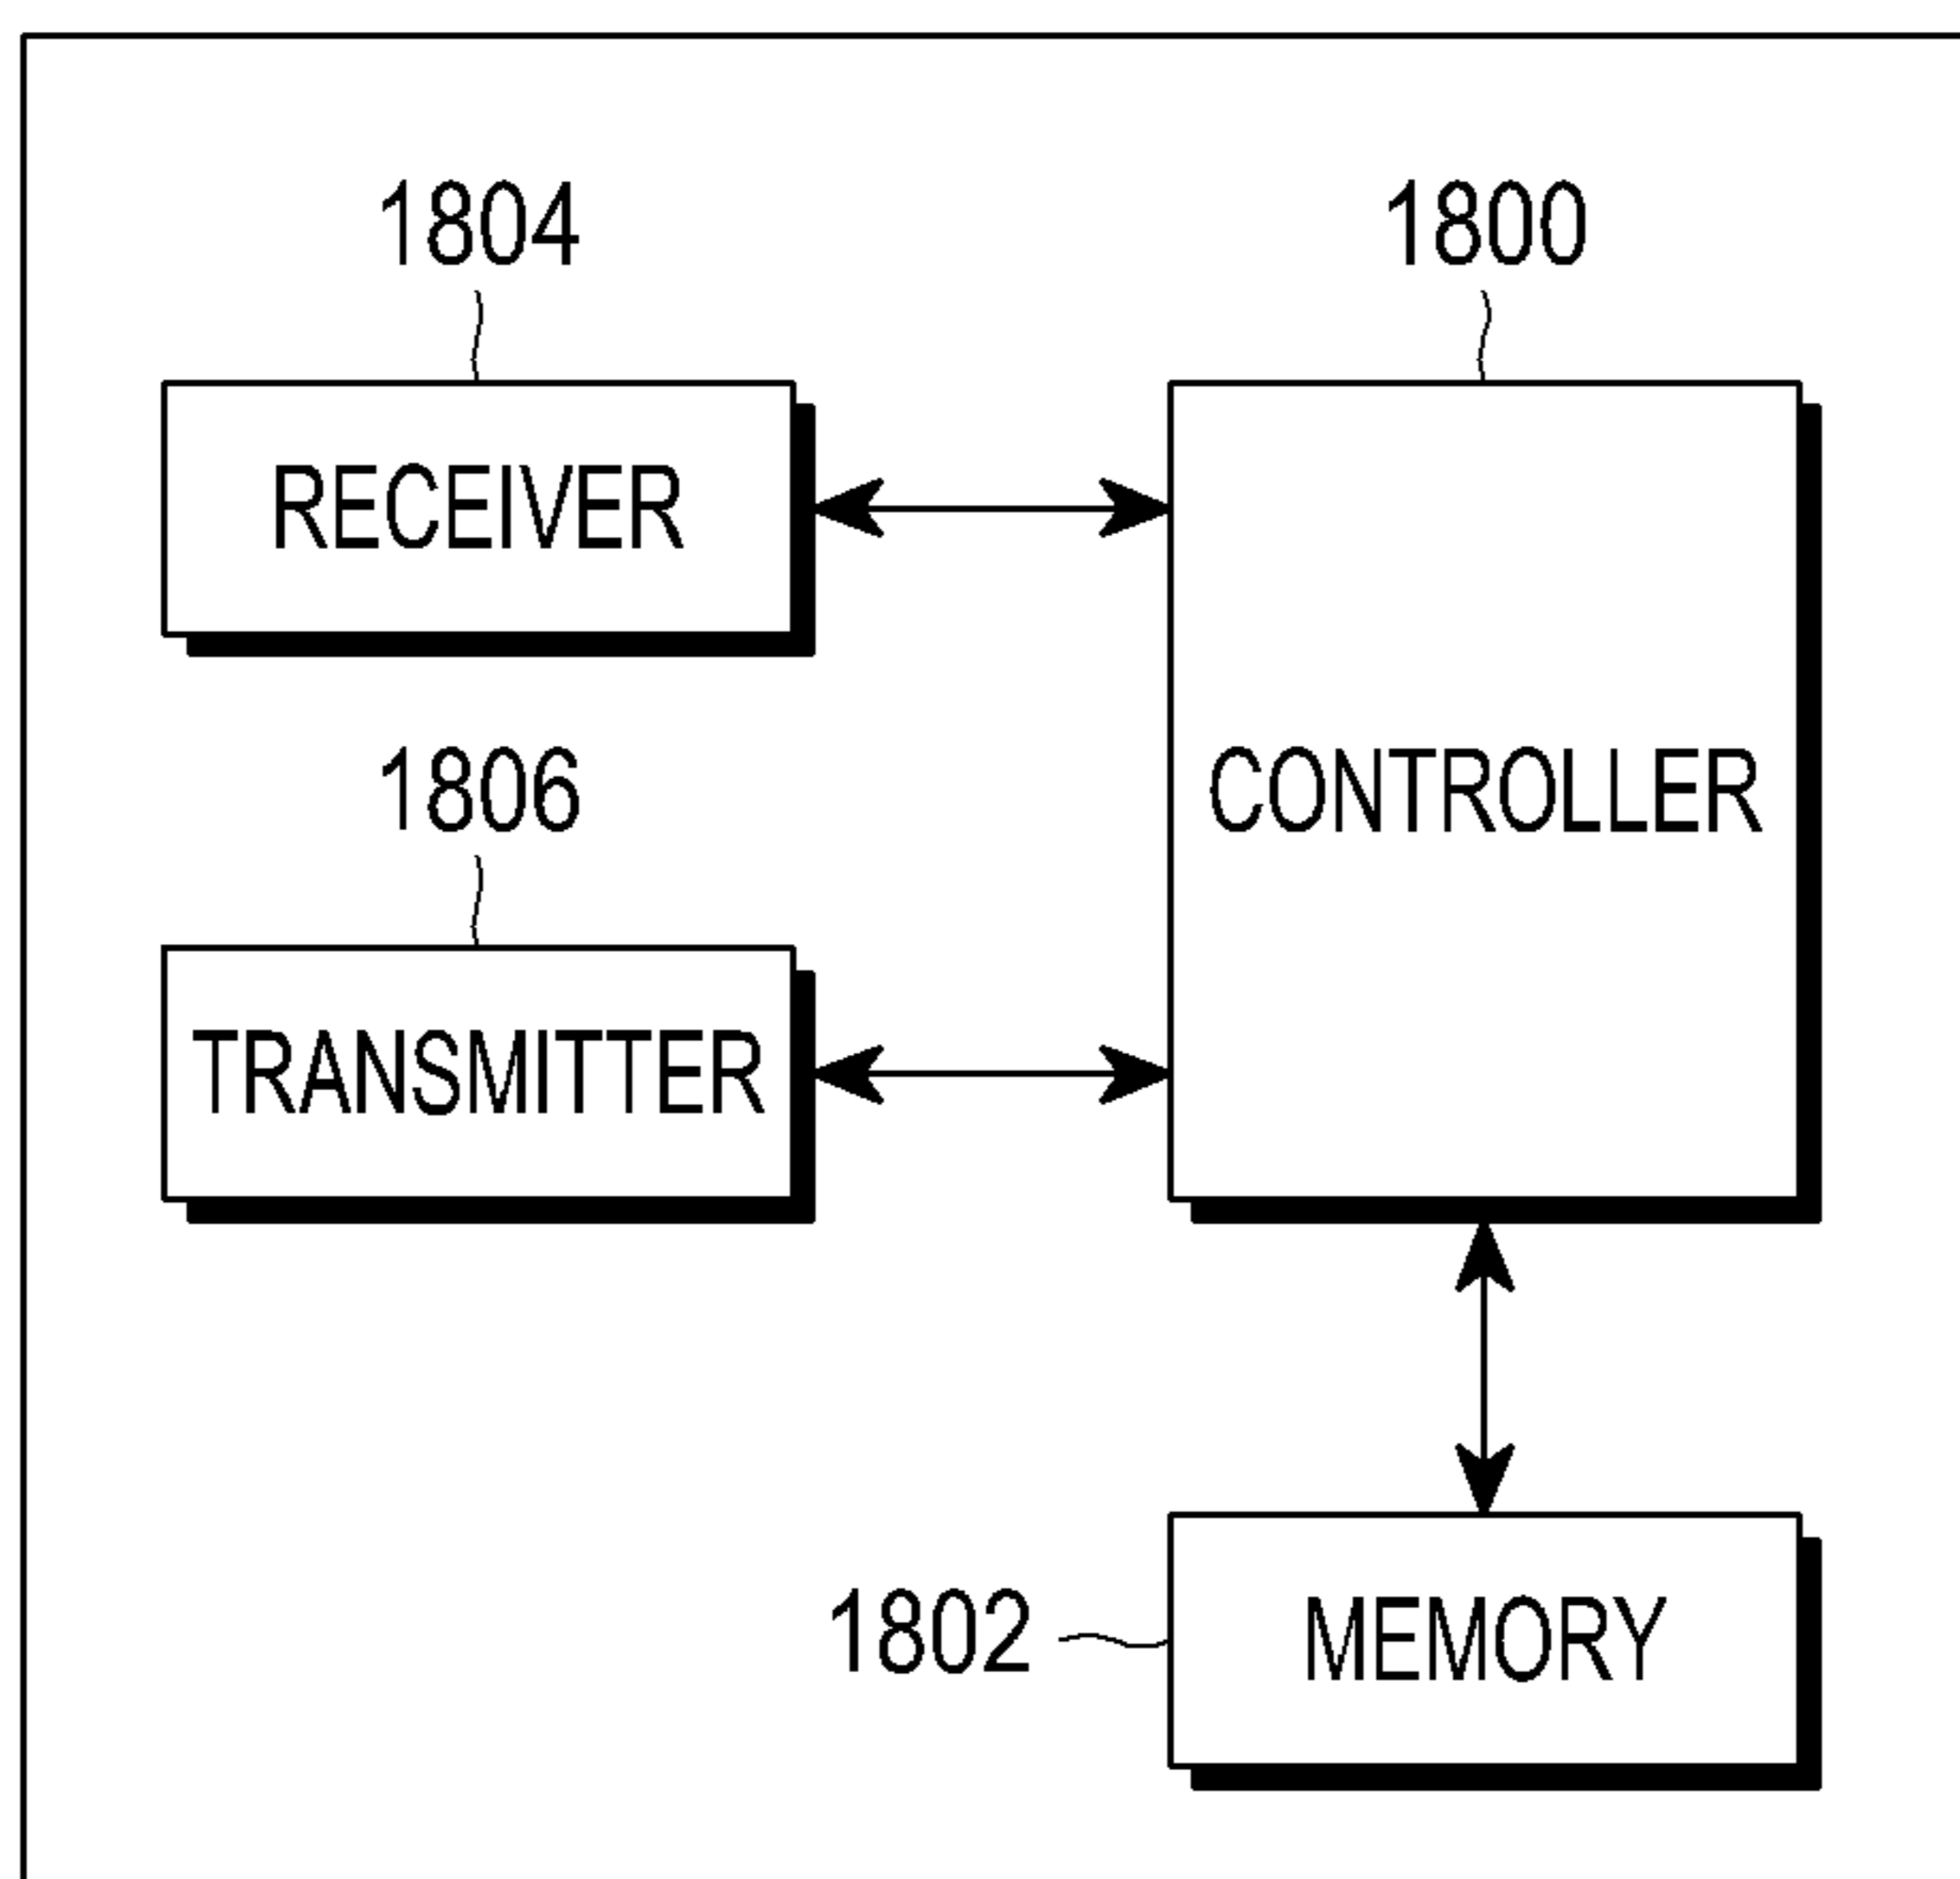 1804
1800
RECEIVER
CONTROLLER
1806
TRANSMITTER
1802
MEMORY